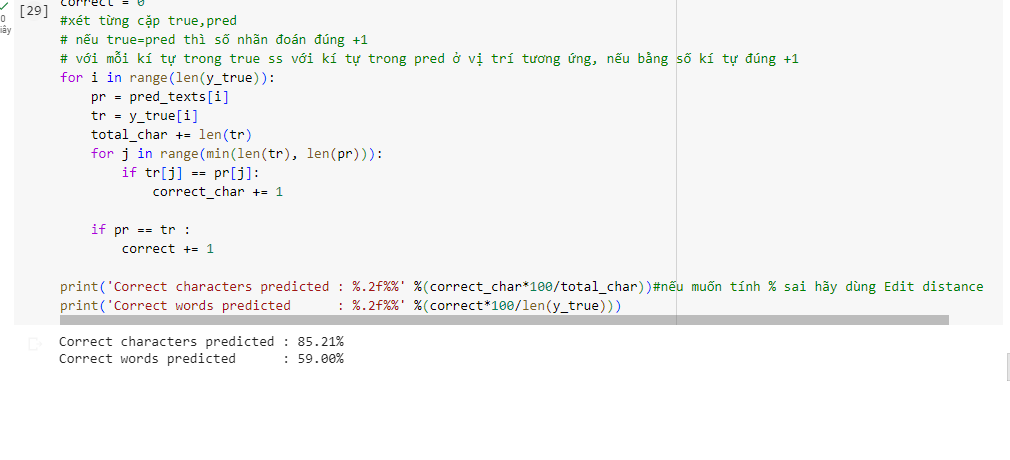 correct = 0
[29]
0
iây
#xét từng cặp true,pred
# nếu true=pred thì số nhãn đoán đúng +1
# với mỗi kí tự trong true ss với kí tự trong pred ở vị trí tương ứng, nếu bằng số kí tự đúng +1
for i in range(len(y_true)):
    pr = pred_texts[i]
    tr = y_true[i]
    total_char += len(tr)
    for j in range(min(len(tr), len(pr))):
        if tr[j] == pr[j]:
            correct_char += 1
    if pr == tr :
        correct += 1
print('Correct characters predicted : %.2f%%' %(correct_char*100/total_char))#nếu muốn tính % sai hãy dùng Edit distance
print('Correct words predicted      : %.2f%%' %(correct*100/len(y_true)))
Correct characters predicted : 85.21%
Correct words predicted      : 59.00%